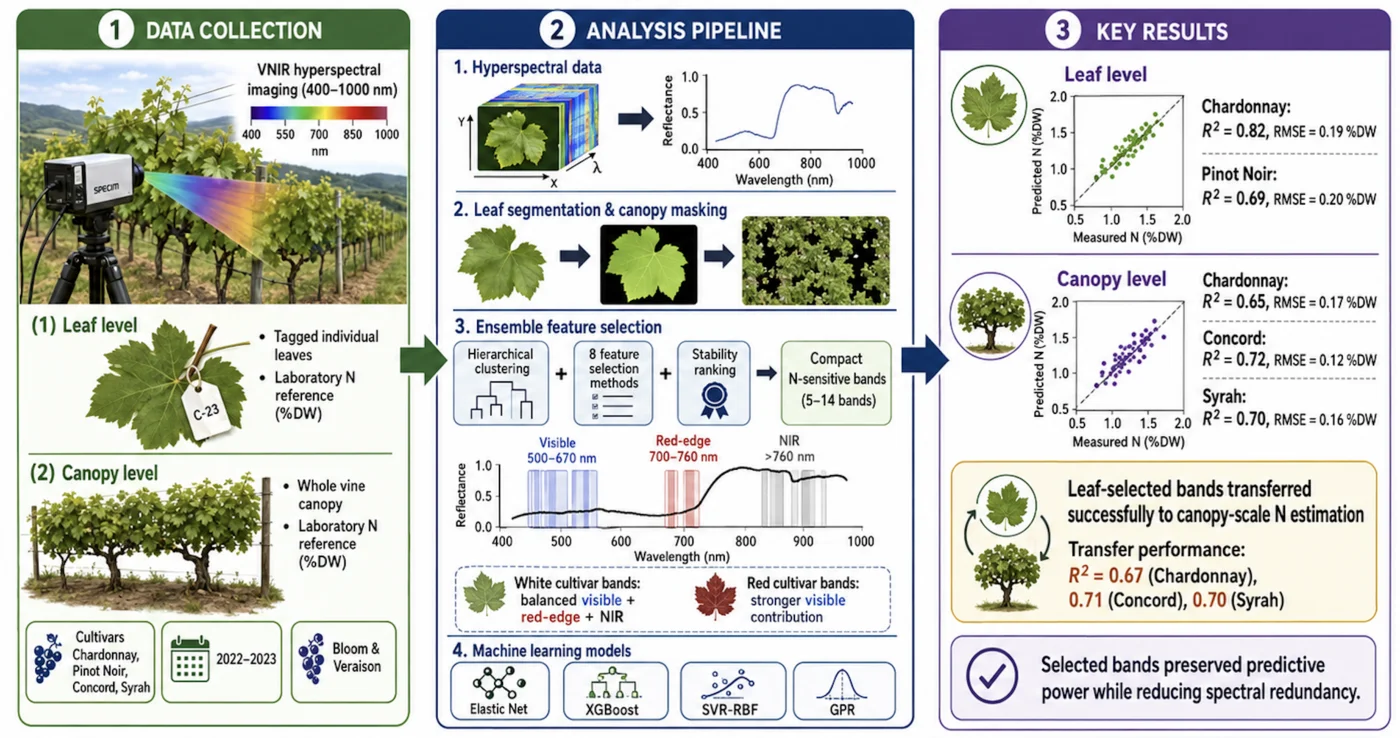 1 DATA COLLECTION
VNIR hyperspectral
imaging (400–1000 nm)
400 550 700 850 1000
nm
SPECIM
(1) Leaf level
C-23
• Tagged individual
leaves
• Laboratory N
reference
(%DW)
(2) Canopy level
• Whole vine
canopy
• Laboratory N
reference
(%DW)
Cultivars
Chardonnay,
Pinot Noir,
Concord, Syrah
2022–2023
Bloom &
Veraison
2 ANALYSIS PIPELINE
1. Hyperspectral data
Y
X
λ
Reflectance
1.0
0.5
0.0
400 600 800 1000
Wavelength (nm)
2. Leaf segmentation & canopy masking
3. Ensemble feature selection
Hierarchical
clustering
+
8 feature
selection
methods
+
Stability
ranking
Compact
N-sensitive bands
(5–14 bands)
Visible
500–670 nm
Red-edge
700–760 nm
NIR
>760 nm
Reflectance
1.0
0.5
0.0
400 500 600 700 800 900 1000
Wavelength (nm)
White cultivar bands:
balanced visible +
red-edge + NIR
Red cultivar bands:
stronger visible
contribution
4. Machine learning models
Elastic Net
XGBoost
SVR-RBF
GPR
3 KEY RESULTS
Leaf level
Predicted N (%DW)
2.0
1.5
1.0
0.5
0.5 1.0 1.5 2.0
Measured N (%DW)
Chardonnay:
R² = 0.82, RMSE = 0.19 %DW
Pinot Noir:
R² = 0.69, RMSE = 0.20 %DW
Canopy level
Predicted N (%DW)
2.0
1.5
1.0
0.5
0.5 1.0 1.5 2.0
Measured N (%DW)
Chardonnay:
R² = 0.65, RMSE = 0.17 %DW
Concord:
R² = 0.72, RMSE = 0.12 %DW
Syrah:
R² = 0.70, RMSE = 0.16 %DW
Leaf-selected bands transferred
successfully to canopy-scale N estimation
Transfer performance:
R² = 0.67 (Chardonnay),
0.71 (Concord), 0.70 (Syrah)
Selected bands preserved predictive
power while reducing spectral redundancy.